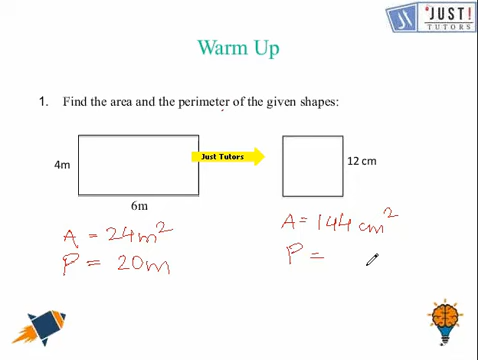 "JUST!
TUTORS
Warm Up
1. Find the area and the perimeter of the given shapes:
4m
Just Tutors
12 cm
6m
A = 24m²
P = 20m
A = 144 cm²
P =